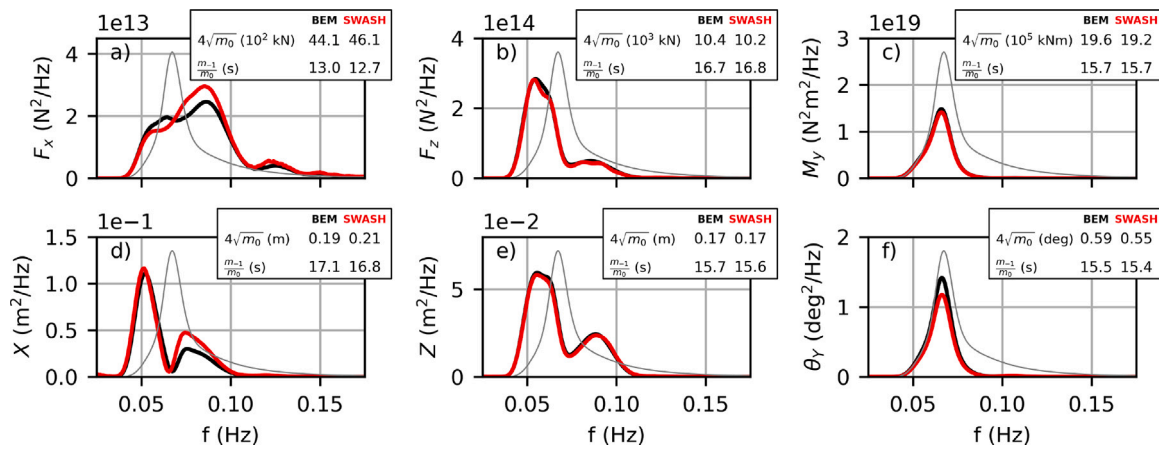 1e13
a)
BEM SWASH
4√m₀ (10² kN) 44.1 46.1
m₋₁/m₀ (s) 13.0 12.7
4
2
0
Fₓ (N²/Hz)
1e14
b)
BEM SWASH
4√m₀ (10³ kN) 10.4 10.2
m₋₁/m₀ (s) 16.7 16.8
4
2
0
F_z (N²/Hz)
1e19
c)
BEM SWASH
4√m₀ (10⁵ kNm) 19.6 19.2
m₋₁/m₀ (s) 15.7 15.7
3
2
1
0
M_y (N²m²/Hz)
1e−1
d)
BEM SWASH
4√m₀ (m) 0.19 0.21
m₋₁/m₀ (s) 17.1 16.8
1.5
1.0
0.5
0.0
X (m²/Hz)
0.05 0.10 0.15
f (Hz)
1e−2
e)
BEM SWASH
4√m₀ (m) 0.17 0.17
m₋₁/m₀ (s) 15.7 15.6
5
0
Z (m²/Hz)
0.05 0.10 0.15
f (Hz)
f)
BEM SWASH
4√m₀ (deg) 0.59 0.55
m₋₁/m₀ (s) 15.5 15.4
2
1
0
θ_Y (deg²/Hz)
0.05 0.10 0.15
f (Hz)